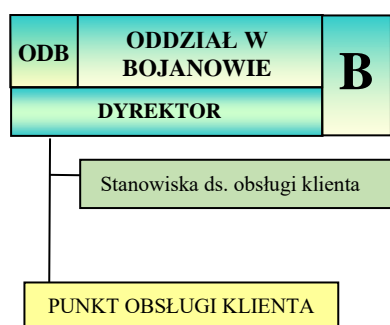 ODB
ODDZIAŁ W
BOJANOWIE
B
DYREKTOR
Stanowiska ds. obsługi klienta
PUNKT OBSŁUGI KLIENTA